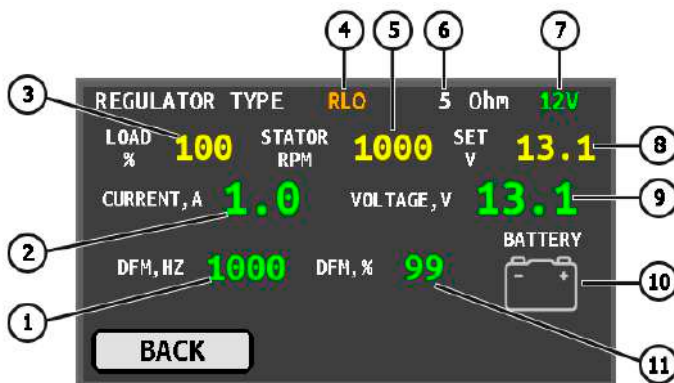 4 5 6 7
3
REGULATOR TYPE RLO 5 Ohm 12V
LOAD % 100 STATOR RPM 1000 SET V 13.1
8
CURRENT,A 1.0 VOLTAGE,V 13.1
9
2
BATTERY
DFM,HZ 1000 DFM,% 99
- +
10
1
BACK
11